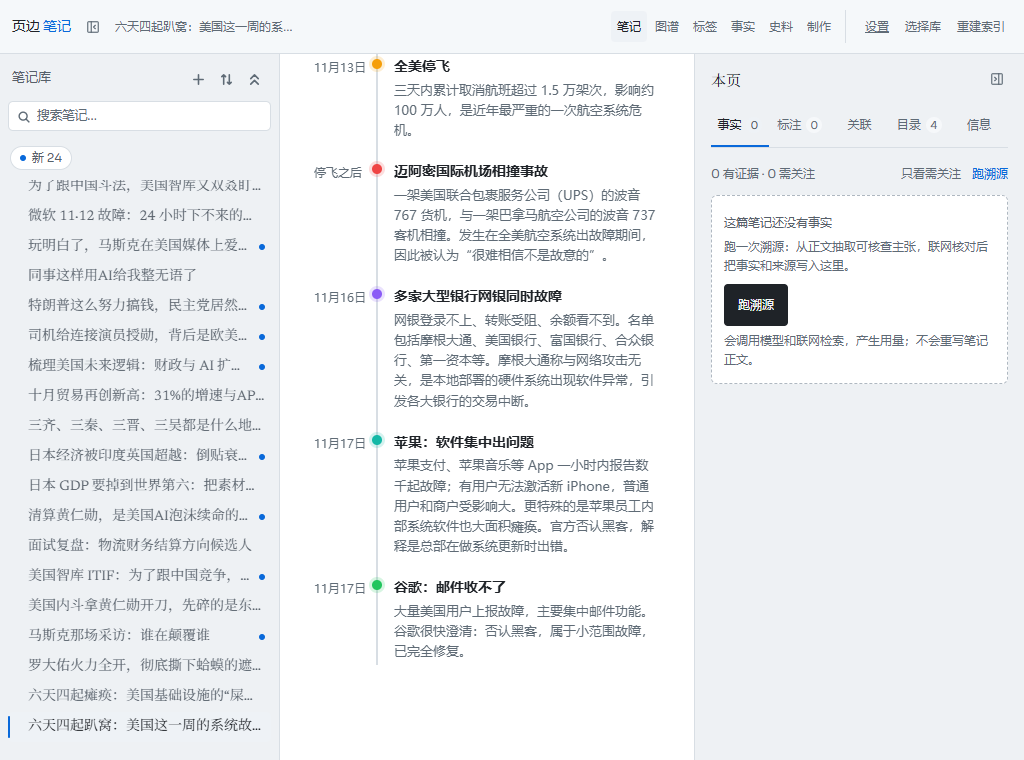 页边 笔记
六天四起趴窝：美国这一周的系...
笔记 图谱 标签 事实 史料 制作 设置 选择库 重建索引
笔记库
搜索笔记...
新 24
为了跟中国斗法，美国智库又双叒叮...
微软 11·12 故障：24 小时下不来的...
玩明白了，马斯克在美国媒体上爱...
同事这样用AI给我整无语了
特朗普这么努力搞钱，民主党居然...
司机给连接演员授勋，背后是欧美...
梳理美国未来逻辑：财政与 AI 扩...
十月贸易再创新高：31%的增速与AP...
三齐、三秦、三晋、三吴都是什么地...
日本经济被印度英国超越：倒贴衰...
日本 GDP 要掉到世界第六：把素材...
清算黄仁勋，是美国AI泡沫续命的...
面试复盘：物流财务结算方向候选人
美国智库 ITIF：为了跟中国竞争，...
美国内斗拿黄仁勋开刀，先碎的是东...
马斯克那场采访：谁在颠覆谁
罗大佑火力全开，彻底撕下蛤蟆的遮...
六天四起瘫痪：美国基础设施的“屎...
六天四起趴窝：美国这一周的系统故...
11月13日
全美停飞
三天内累计取消航班超过 1.5 万架次，影响约
100 万人，是近年最严重的一次航空系统危
机。
停飞之后
迈阿密国际机场相撞事故
一架美国联合包裹服务公司（UPS）的波音
767 货机，与一架巴拿马航空公司的波音 737
客机相撞。发生在全美航空系统出故障期间，
因此被认为“很难相信不是故意的”。
11月16日
多家大型银行网银同时故障
网银登录不上、转账受阻、余额看不到。名单
包括摩根大通、美国银行、富国银行、合众银
行、第一资本等。摩根大通称与网络攻击无
关，是本地部署的硬件系统出现软件异常，引
发各大银行的交易中断。
11月17日
苹果：软件集中出问题
苹果支付、苹果音乐等 App 一小时内报告数
千起故障；有用户无法激活新 iPhone，普通
用户和商户受影响大。更特殊的是苹果员工内
部系统软件也大面积瘫痪。官方否认黑客，解
释是总部在做系统更新时出错。
11月17日
谷歌：邮件收不了
大量美国用户上报故障，主要集中邮件功能。
谷歌很快澄清：否认黑客，属于小范围故障，
已完全修复。
本页
事实 0 标注 0 关联 目录 4 信息
0 有证据 · 0 需关注 只看需关注 跑溯源
这篇笔记还没有事实
跑一次溯源：从正文抽取可核查主张，联网核对后
把事实和来源写入这里。
跑溯源
会调用模型和联网检索，产生用量；不会重写笔记
正文。